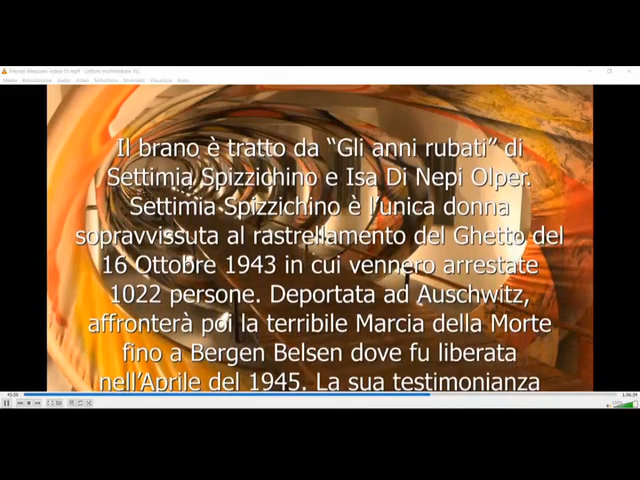 Il brano è tratto da “Gli anni rubati” di
Settimia Spizzichino e Isa Di Nepi Olper.
Settimia Spizzichino è l'unica donna
sopravvissuta al rastrellamento del Ghetto del
16 Ottobre 1943 in cui vennero arrestate
1022 persone. Deportata ad Auschwitz,
affronterà poi la terribile Marcia della Morte
fino a Bergen Belsen dove fu liberata
nell'Aprile del 1945. La sua testimonianza